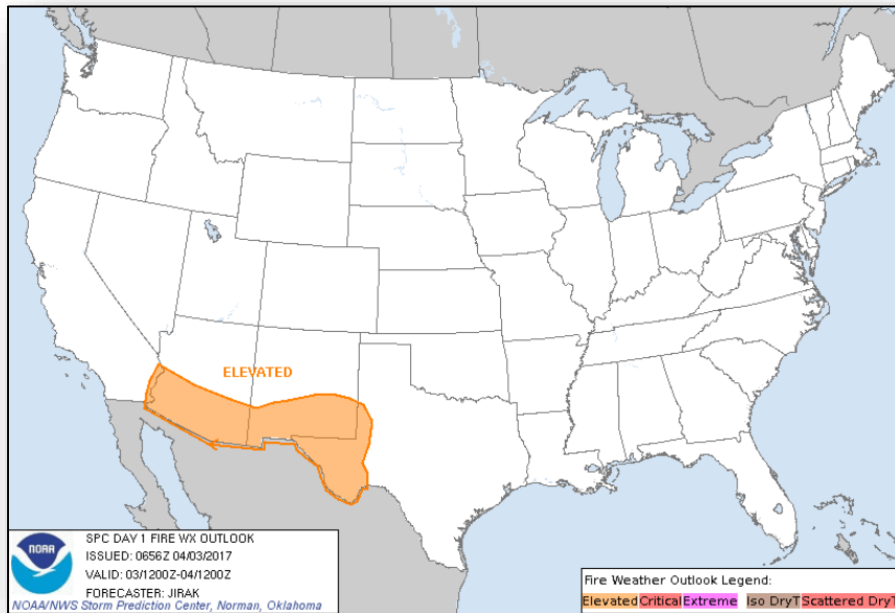 ELEVATED
NOAA
SPC DAY 1 FIRE WX OUTLOOK
ISSUED: 0656Z 04/03/2017
VALID: 03/1200Z-04/1200Z
FORECASTER: JIRAK
NOAA/NWS Storm Prediction Center, Norman, Oklahoma
Fire Weather Outlook Legend:
Elevated Critical Extreme Iso DryT Scattered DryT